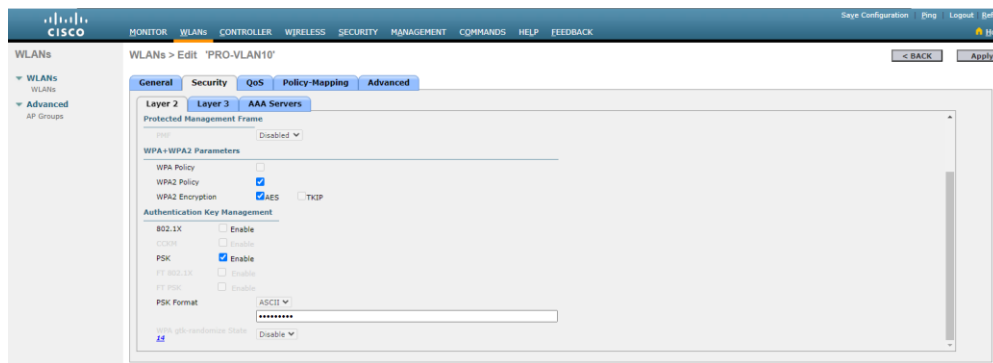 Saye Configuration Ping Logout Ref
CISCO
MONITOR WLANs CONTROLLER WIRELESS SECURITY MANAGEMENT COMMANDS HELP FEEDBACK
WLANs
WLANs > Edit 'PRO-VLAN10'
< BACK
Apply
WLANs
WLANs
Advanced
AP Groups
General Security QoS Policy-Mapping Advanced
Layer 2 Layer 3 AAA Servers
Protected Management Frame
PMF Disabled
WPA+WPA2 Parameters
WPA Policy
WPA2 Policy
WPA2 Encryption AES TKIP
Authentication Key Management
802.1X Enable
CCKM Enable
PSK Enable
FT 802.1X Enable
FT PSK Enable
PSK Format ASCII
•••••••••
WPA gtk-randomize State Disable
14